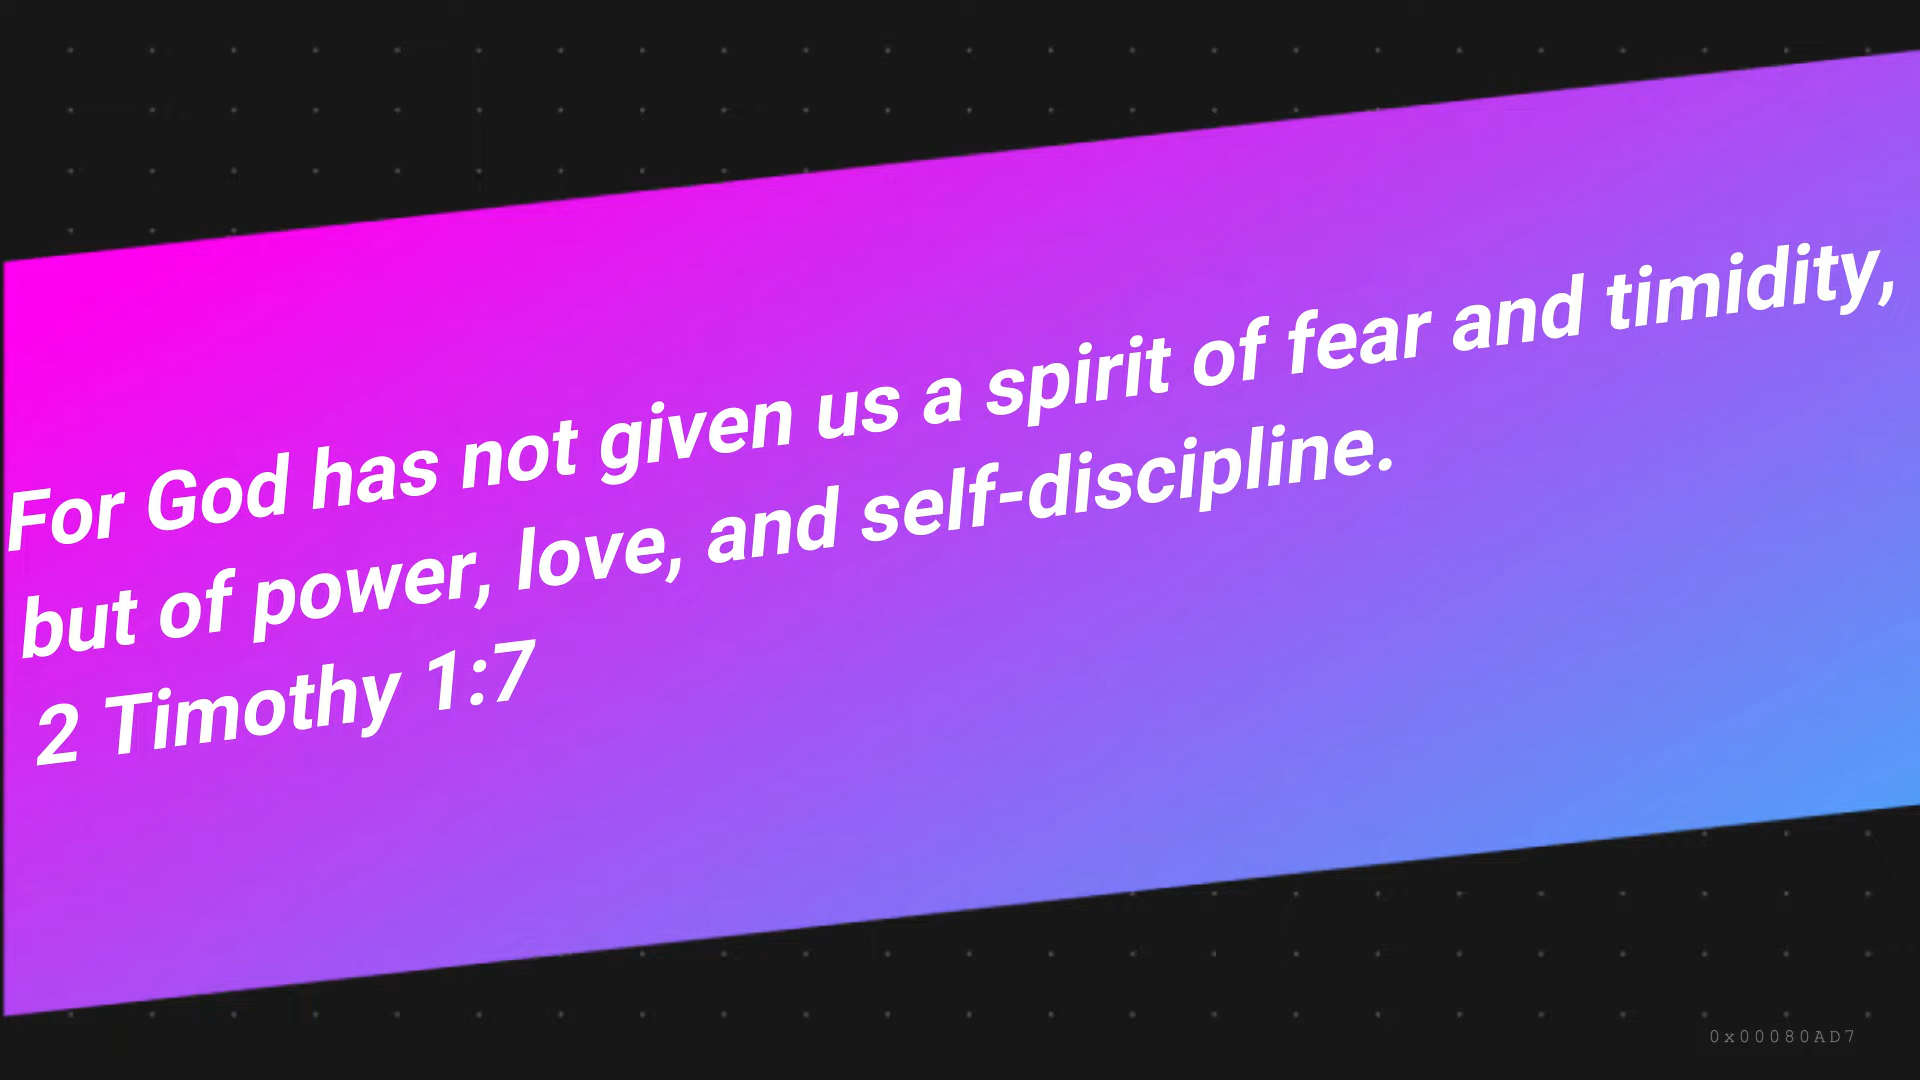 For God has not given us a spirit of fear and timidity,
but of power, love, and self-discipline.
2 Timothy 1:7
0x00080AD7